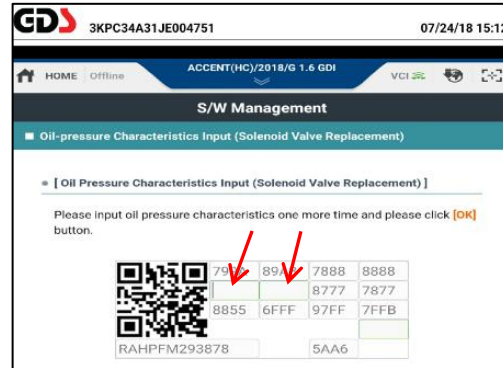 GDS 3KPC34A31JE004751 07/24/18 15:12
HOME Offline ACCENT(HC)/2018/G 1.6 GDI VCI
S/W Management
Oil-pressure Characteristics Input (Solenoid Valve Replacement)
[ Oil Pressure Characteristics Input (Solenoid Valve Replacement) ]
Please input oil pressure characteristics one more time and please click [OK]
button.
7888 8888
8777 7877
8855 6FFF 97FF 7FFB
RAHPFM293878 5AA6